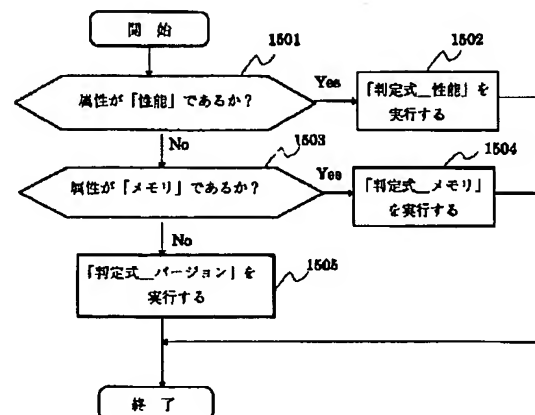 開 始
1501
属性が「性能」であるか？
Yes
1502
「判定式__性能」を
実行する
No
1503
属性が「メモリ」であるか？
Yes
1504
「判定式__メモリ」
を実行する
No
1505
「判定式__バージョン」を
実行する
終 了